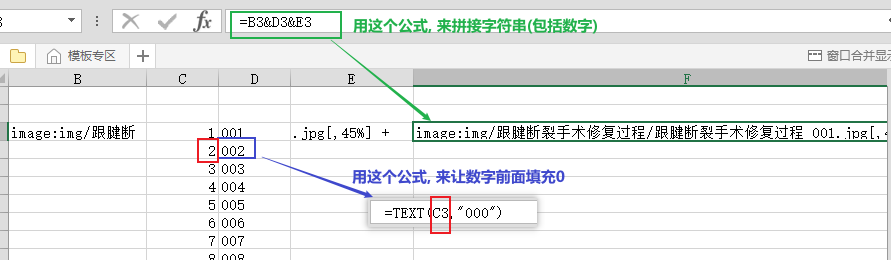 =B3&D3&E3
用这个公式, 来拼接字符串(包括数字)
模板专区
窗口合并显
B C D E F
image:img/跟腱断 1 001 .jpg[,45%] + image:img/跟腱断裂手术修复过程/跟腱断裂手术修复过程 001.jpg[,
2 002
用这个公式, 来让数字前面填充0
3 003
4 004
5 005
=TEXT(C3,"000")
6 006
7 007
8 008